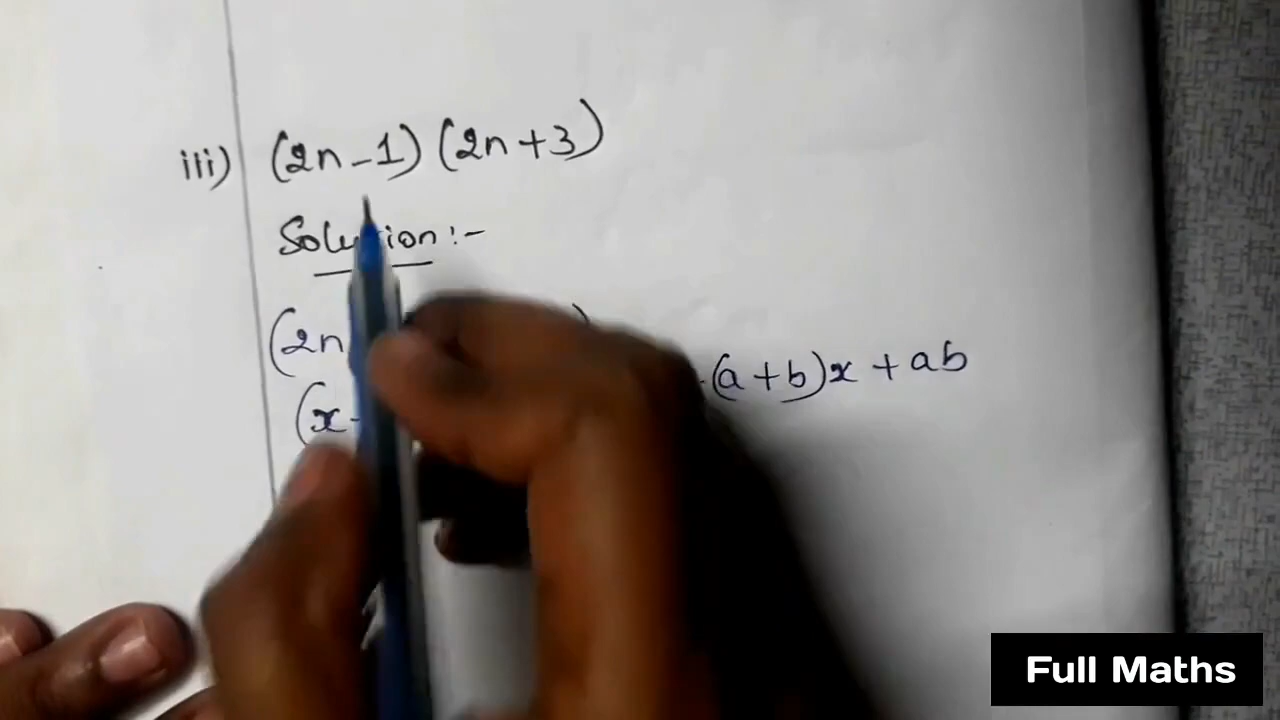 iii) (2n-1) (2n+3)
Solution:-
(2n )
(x- (a+b)x + ab
Full Maths